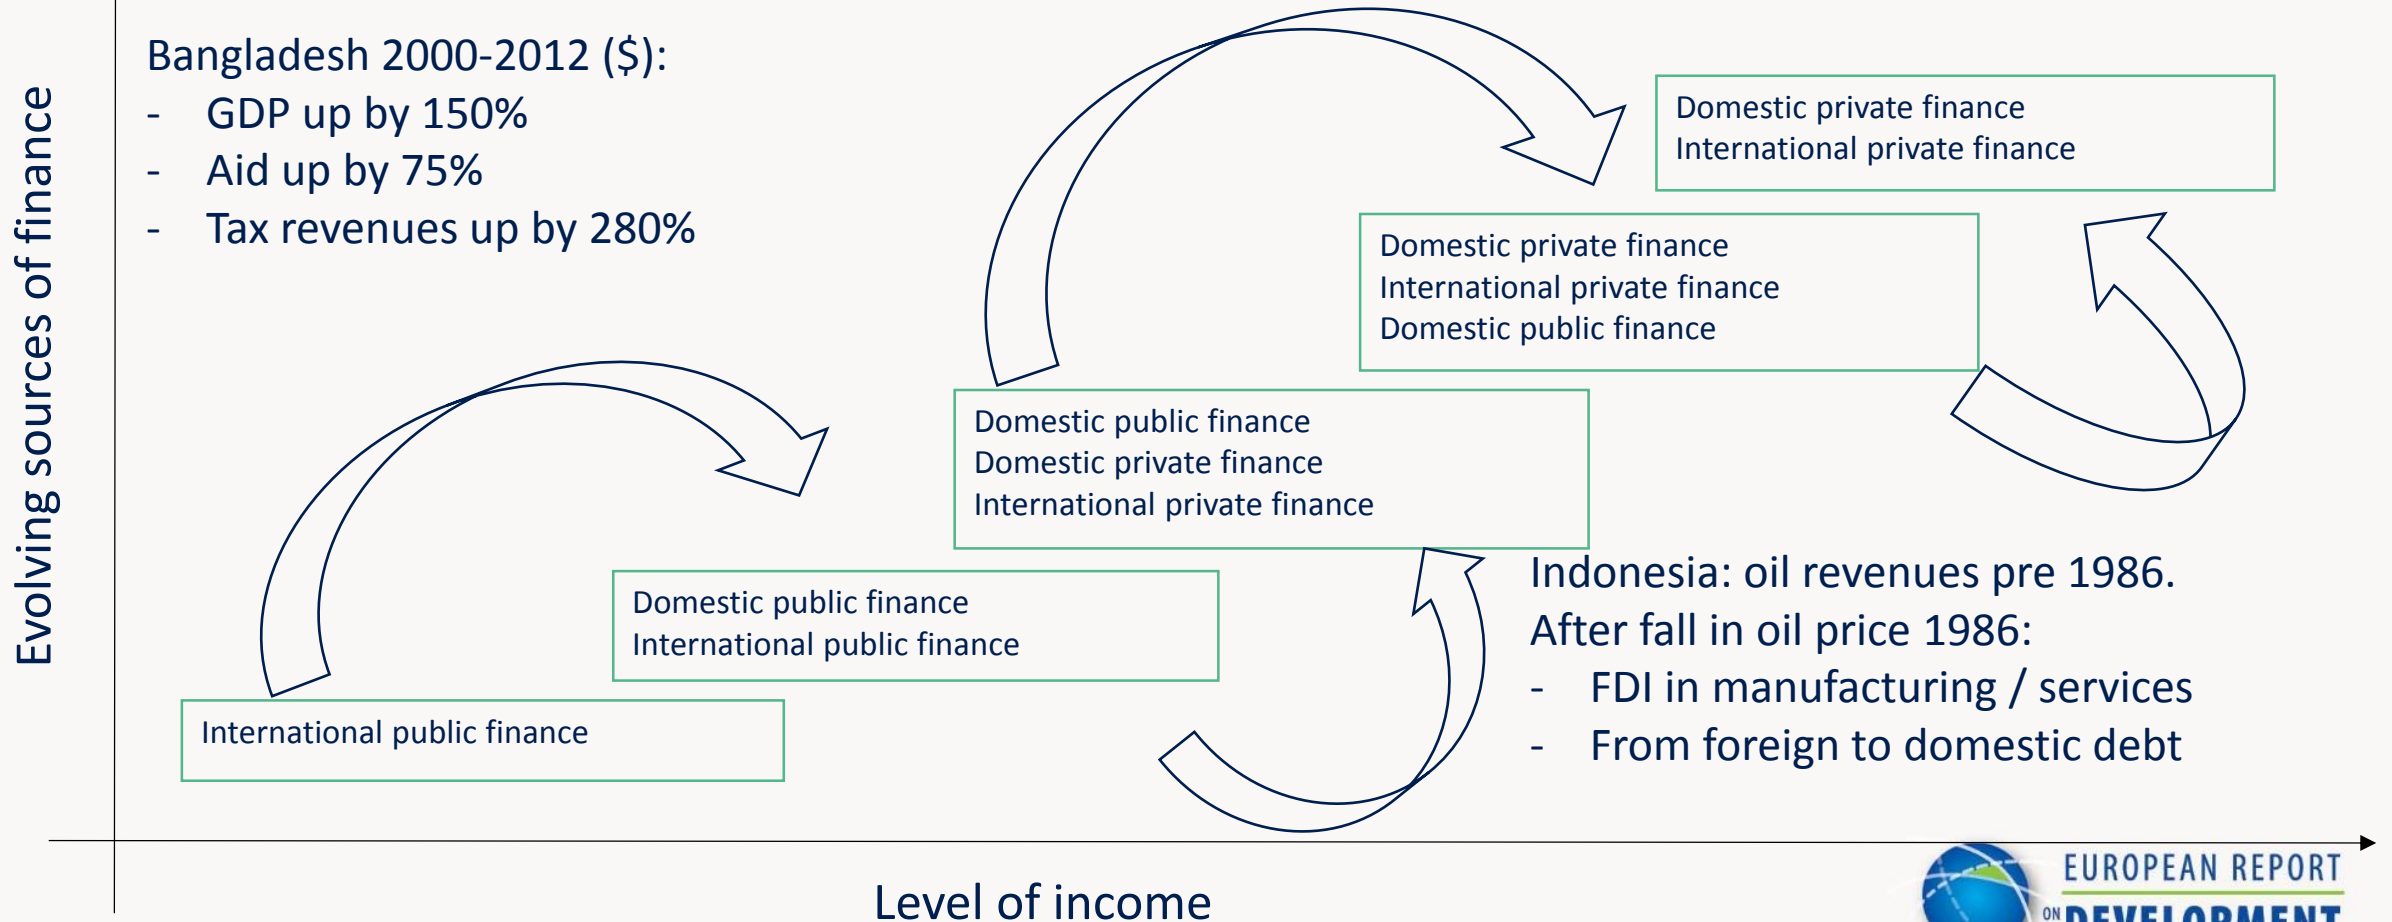 Evolving sources of finance
Bangladesh 2000-2012 ($):
- GDP up by 150%
- Aid up by 75%
- Tax revenues up by 280%
Domestic private finance
International private finance
Domestic private finance
International private finance
Domestic public finance
Domestic public finance
Domestic private finance
International private finance
Domestic public finance
International public finance
International public finance
Indonesia: oil revenues pre 1986.
After fall in oil price 1986:
- FDI in manufacturing / services
- From foreign to domestic debt
Level of income
EUROPEAN REPORT
ON DEVELOPMENT